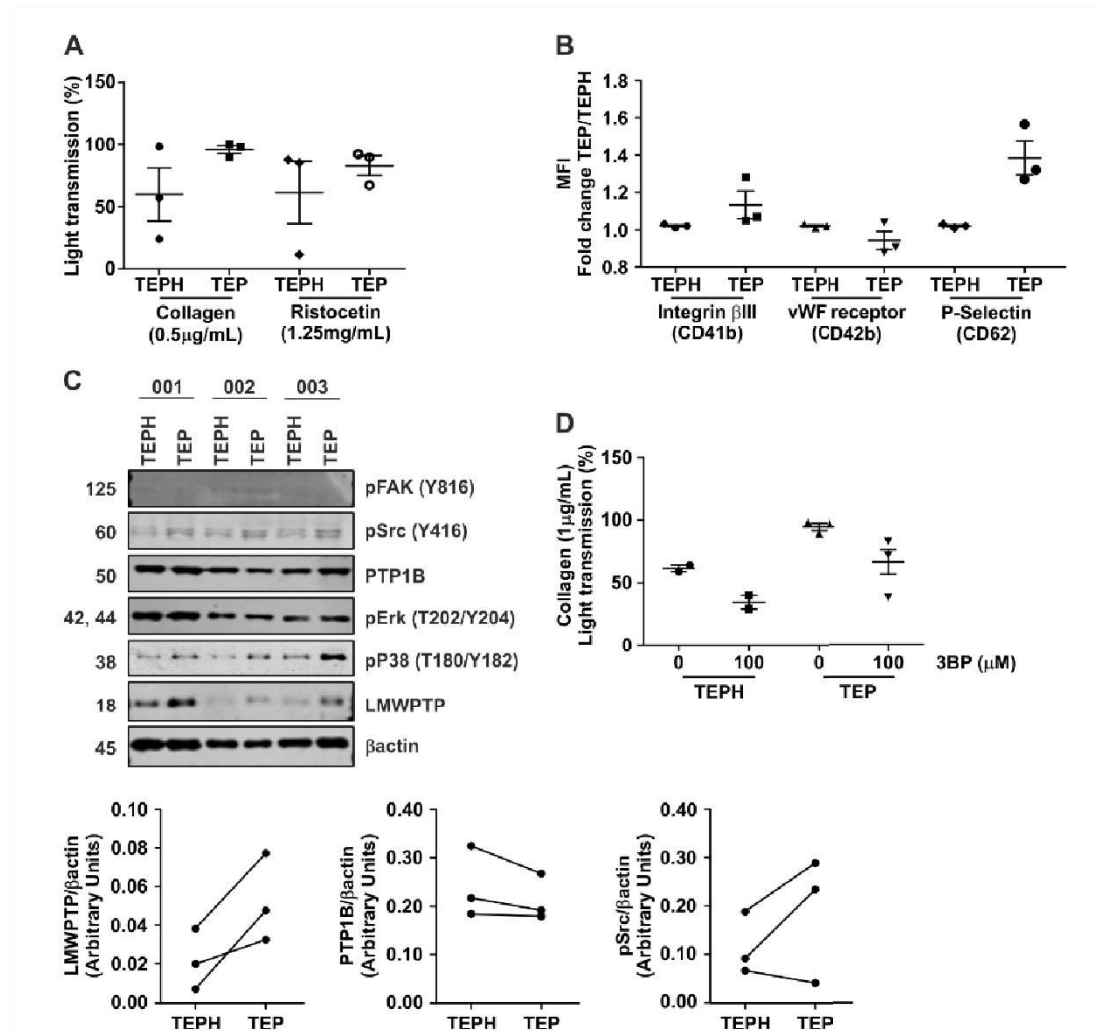 A
Light transmission (%)
150
100
50
0
TEPH TEP TEPH TEP
Collagen Ristocetin
(0.5μg/mL) (1.25mg/mL)
B
MFI
Fold change TEP/TEPH
1.8
1.6
1.4
1.2
1.0
0.8
TEPH TEP TEPH TEP TEPH TEP
Integrin βIII vWF receptor P-Selectin
(CD41b) (CD42b) (CD62)
C
001 002 003
TEPH TEP TEPH TEP TEPH TEP
125 pFAK (Y816)
60 pSrc (Y416)
50 PTP1B
42, 44 pErk (T202/Y204)
38 pP38 (T180/Y182)
18 LMWPTP
45 βactin
D
Collagen (1μg/mL)
Light transmission (%)
150
100
50
0
0 100 0 100 3BP (μM)
TEPH TEP
LMWPTP/βactin
(Arbitrary Units)
0.10
0.08
0.06
0.04
0.02
0.00
TEPH TEP
PTP1B/βactin
(Arbitrary Units)
0.40
0.30
0.20
0.10
0.00
TEPH TEP
pSrc/βactin
(Arbitrary Units)
0.40
0.30
0.20
0.10
0.00
TEPH TEP